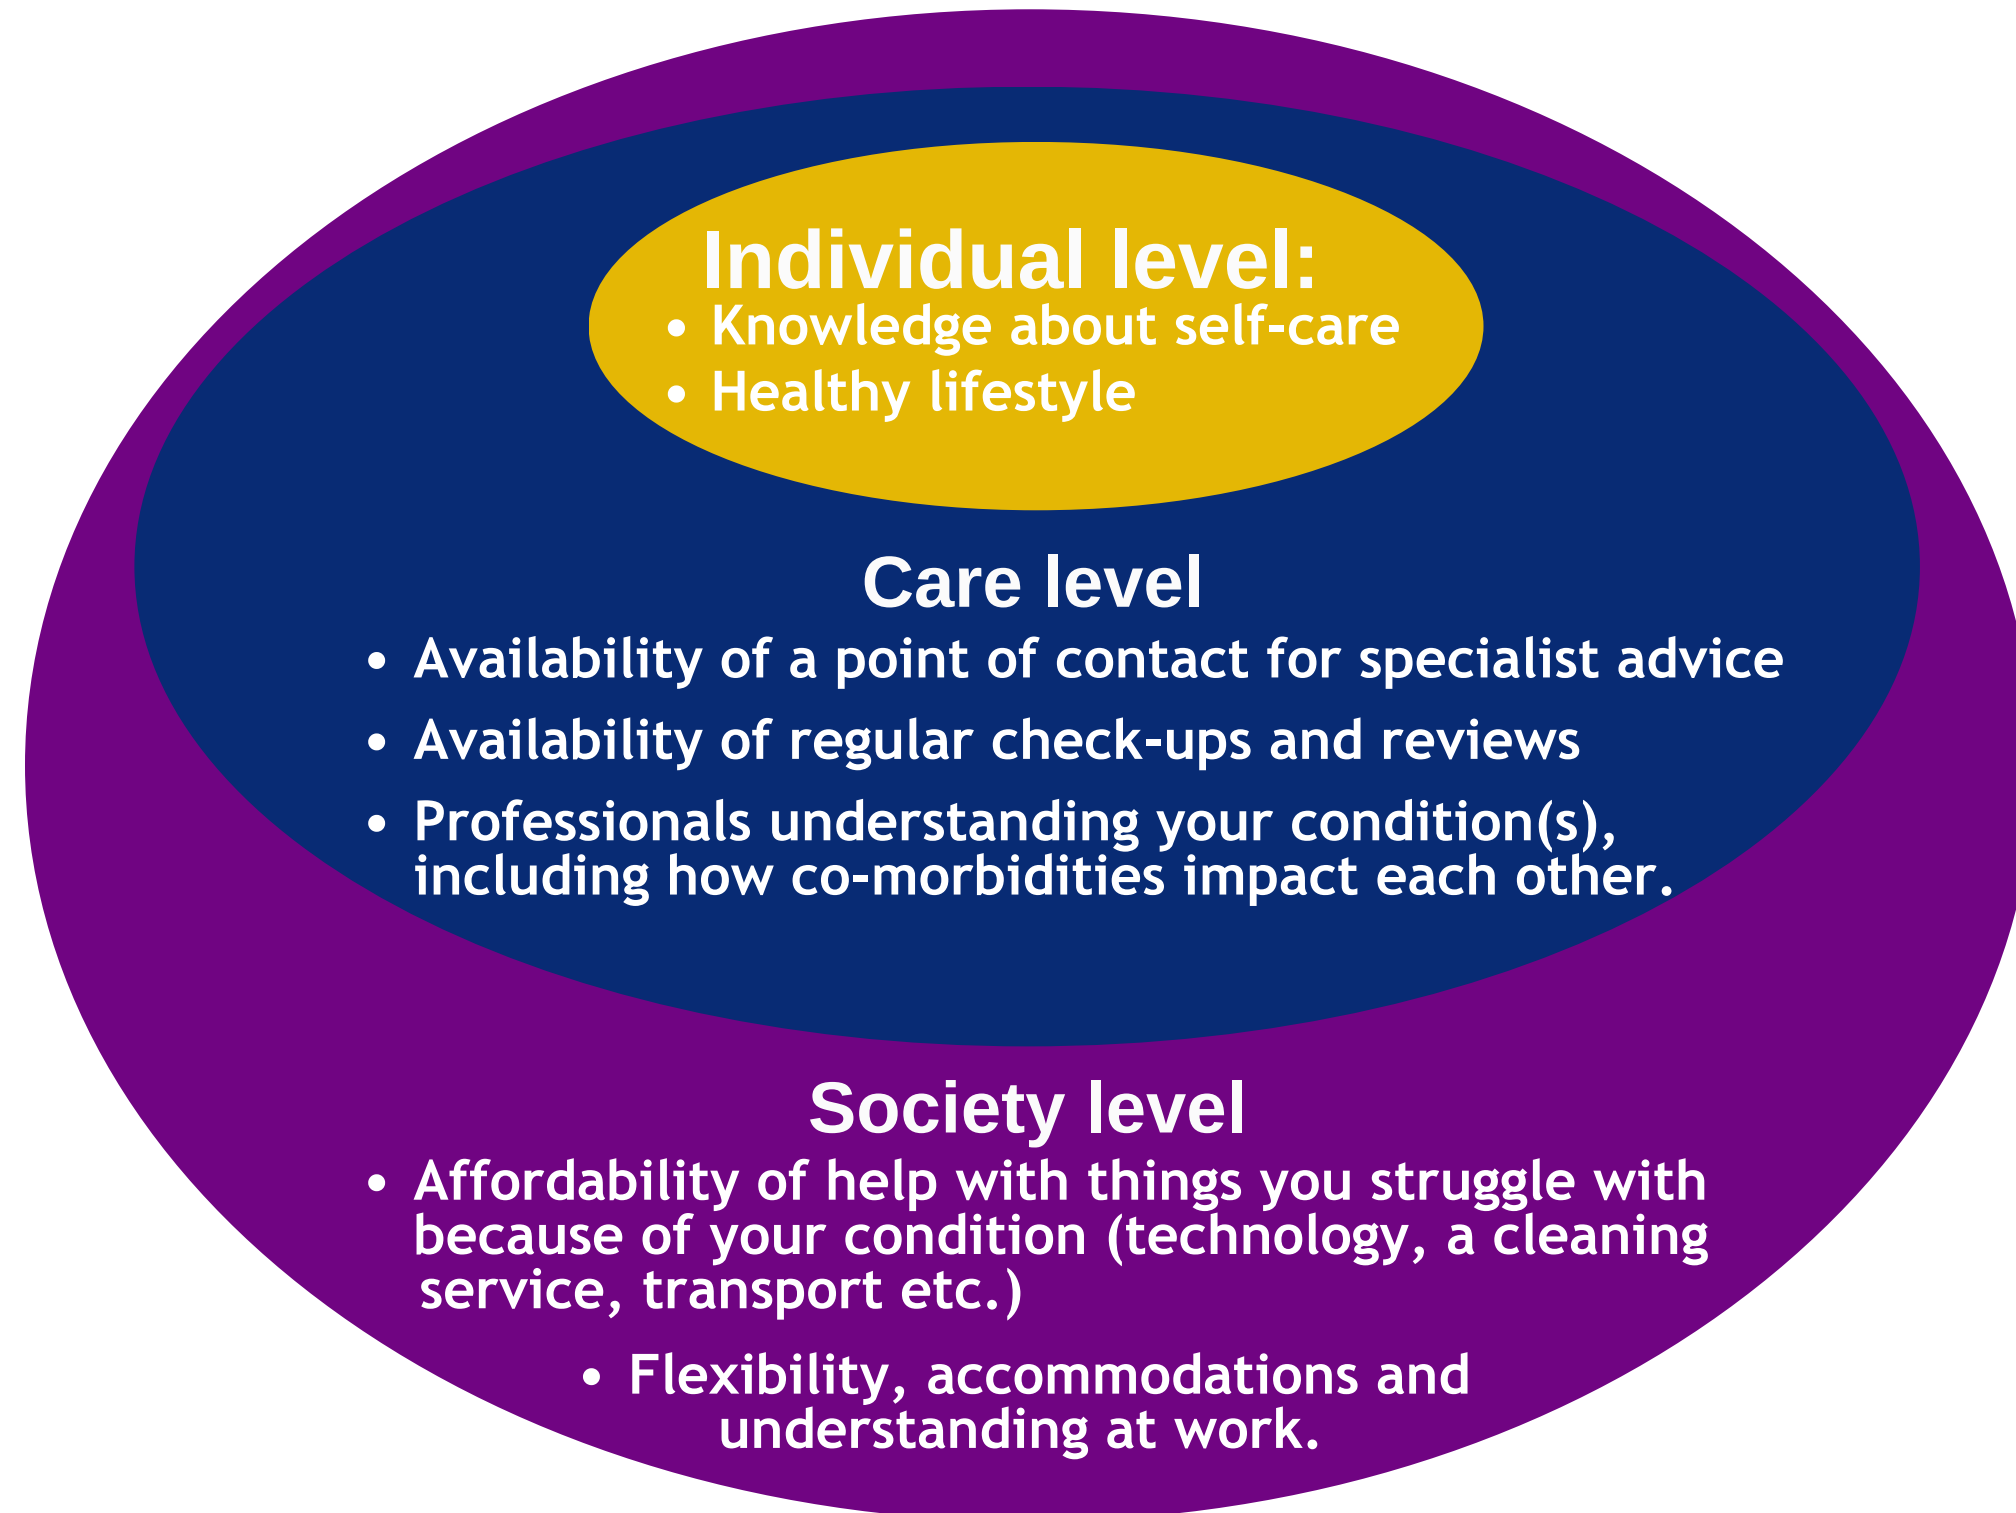 Individual level:
• Knowledge about self-care
• Healthy lifestyle
Care level
• Availability of a point of contact for specialist advice
• Availability of regular check-ups and reviews
• Professionals understanding your condition(s),
including how co-morbidities impact each other.
Society level
• Affordability of help with things you struggle with
because of your condition (technology, a cleaning
service, transport etc.)
• Flexibility, accommodations and
understanding at work.